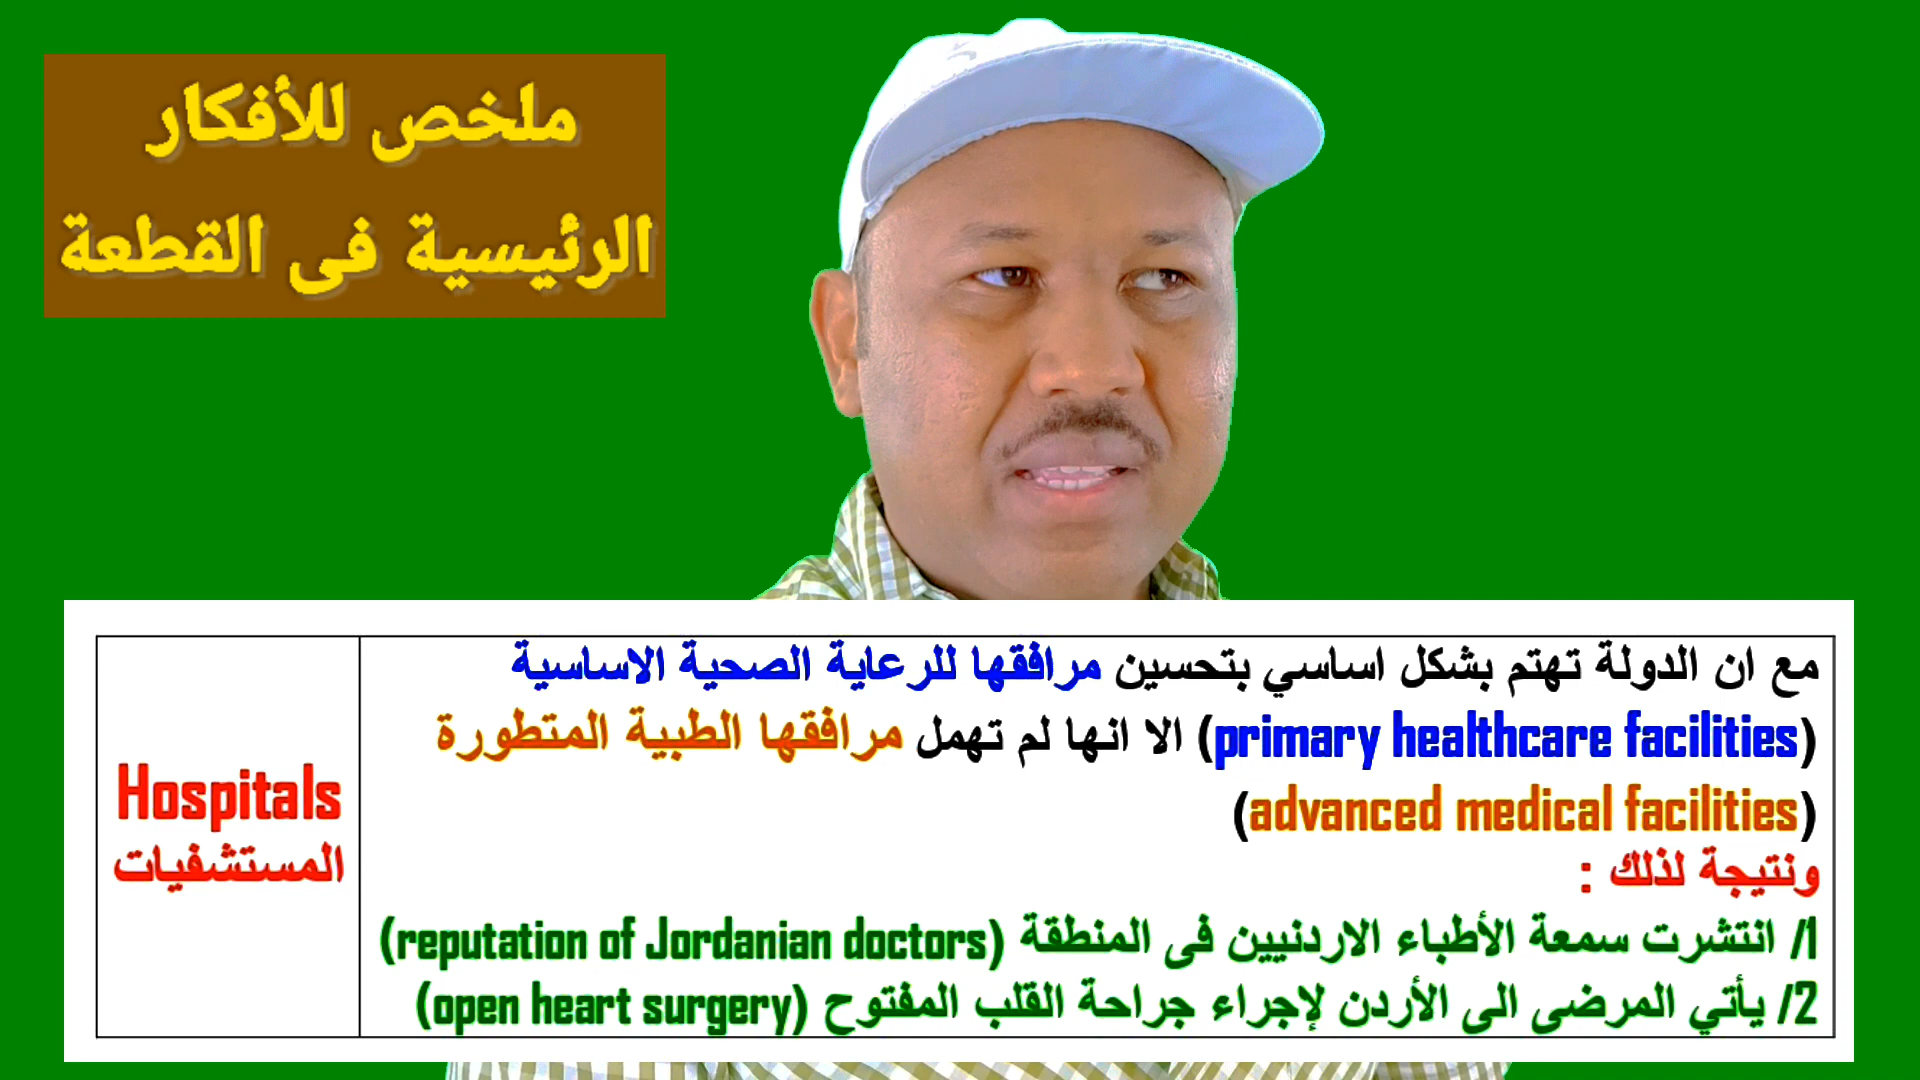 ملخص للأفكار
الرئيسية فى القطعة
مع ان الدولة تهتم بشكل اساسي بتحسين مرافقها للرعاية الصحية الاساسية
(primary healthcare facilities) الا انها لم تهمل مرافقها الطبية المتطورة
(advanced medical facilities)
ونتيجة لذلك :
1/ انتشرت سمعة الأطباء الاردنيين فى المنطقة (reputation of Jordanian doctors)
2/ يأتي المرضى الى الأردن لإجراء جراحة القلب المفتوح (open heart surgery)
Hospitals
المستشفيات